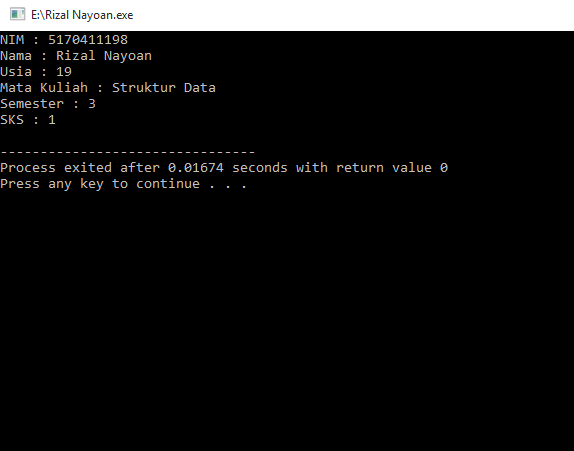 E:\Rizal Nayoan.exe
NIM : 5170411198
Nama : Rizal Nayoan
Usia : 19
Mata Kuliah : Struktur Data
Semester : 3
SKS : 1
--------------------------------
Process exited after 0.01674 seconds with return value 0
Press any key to continue . . .